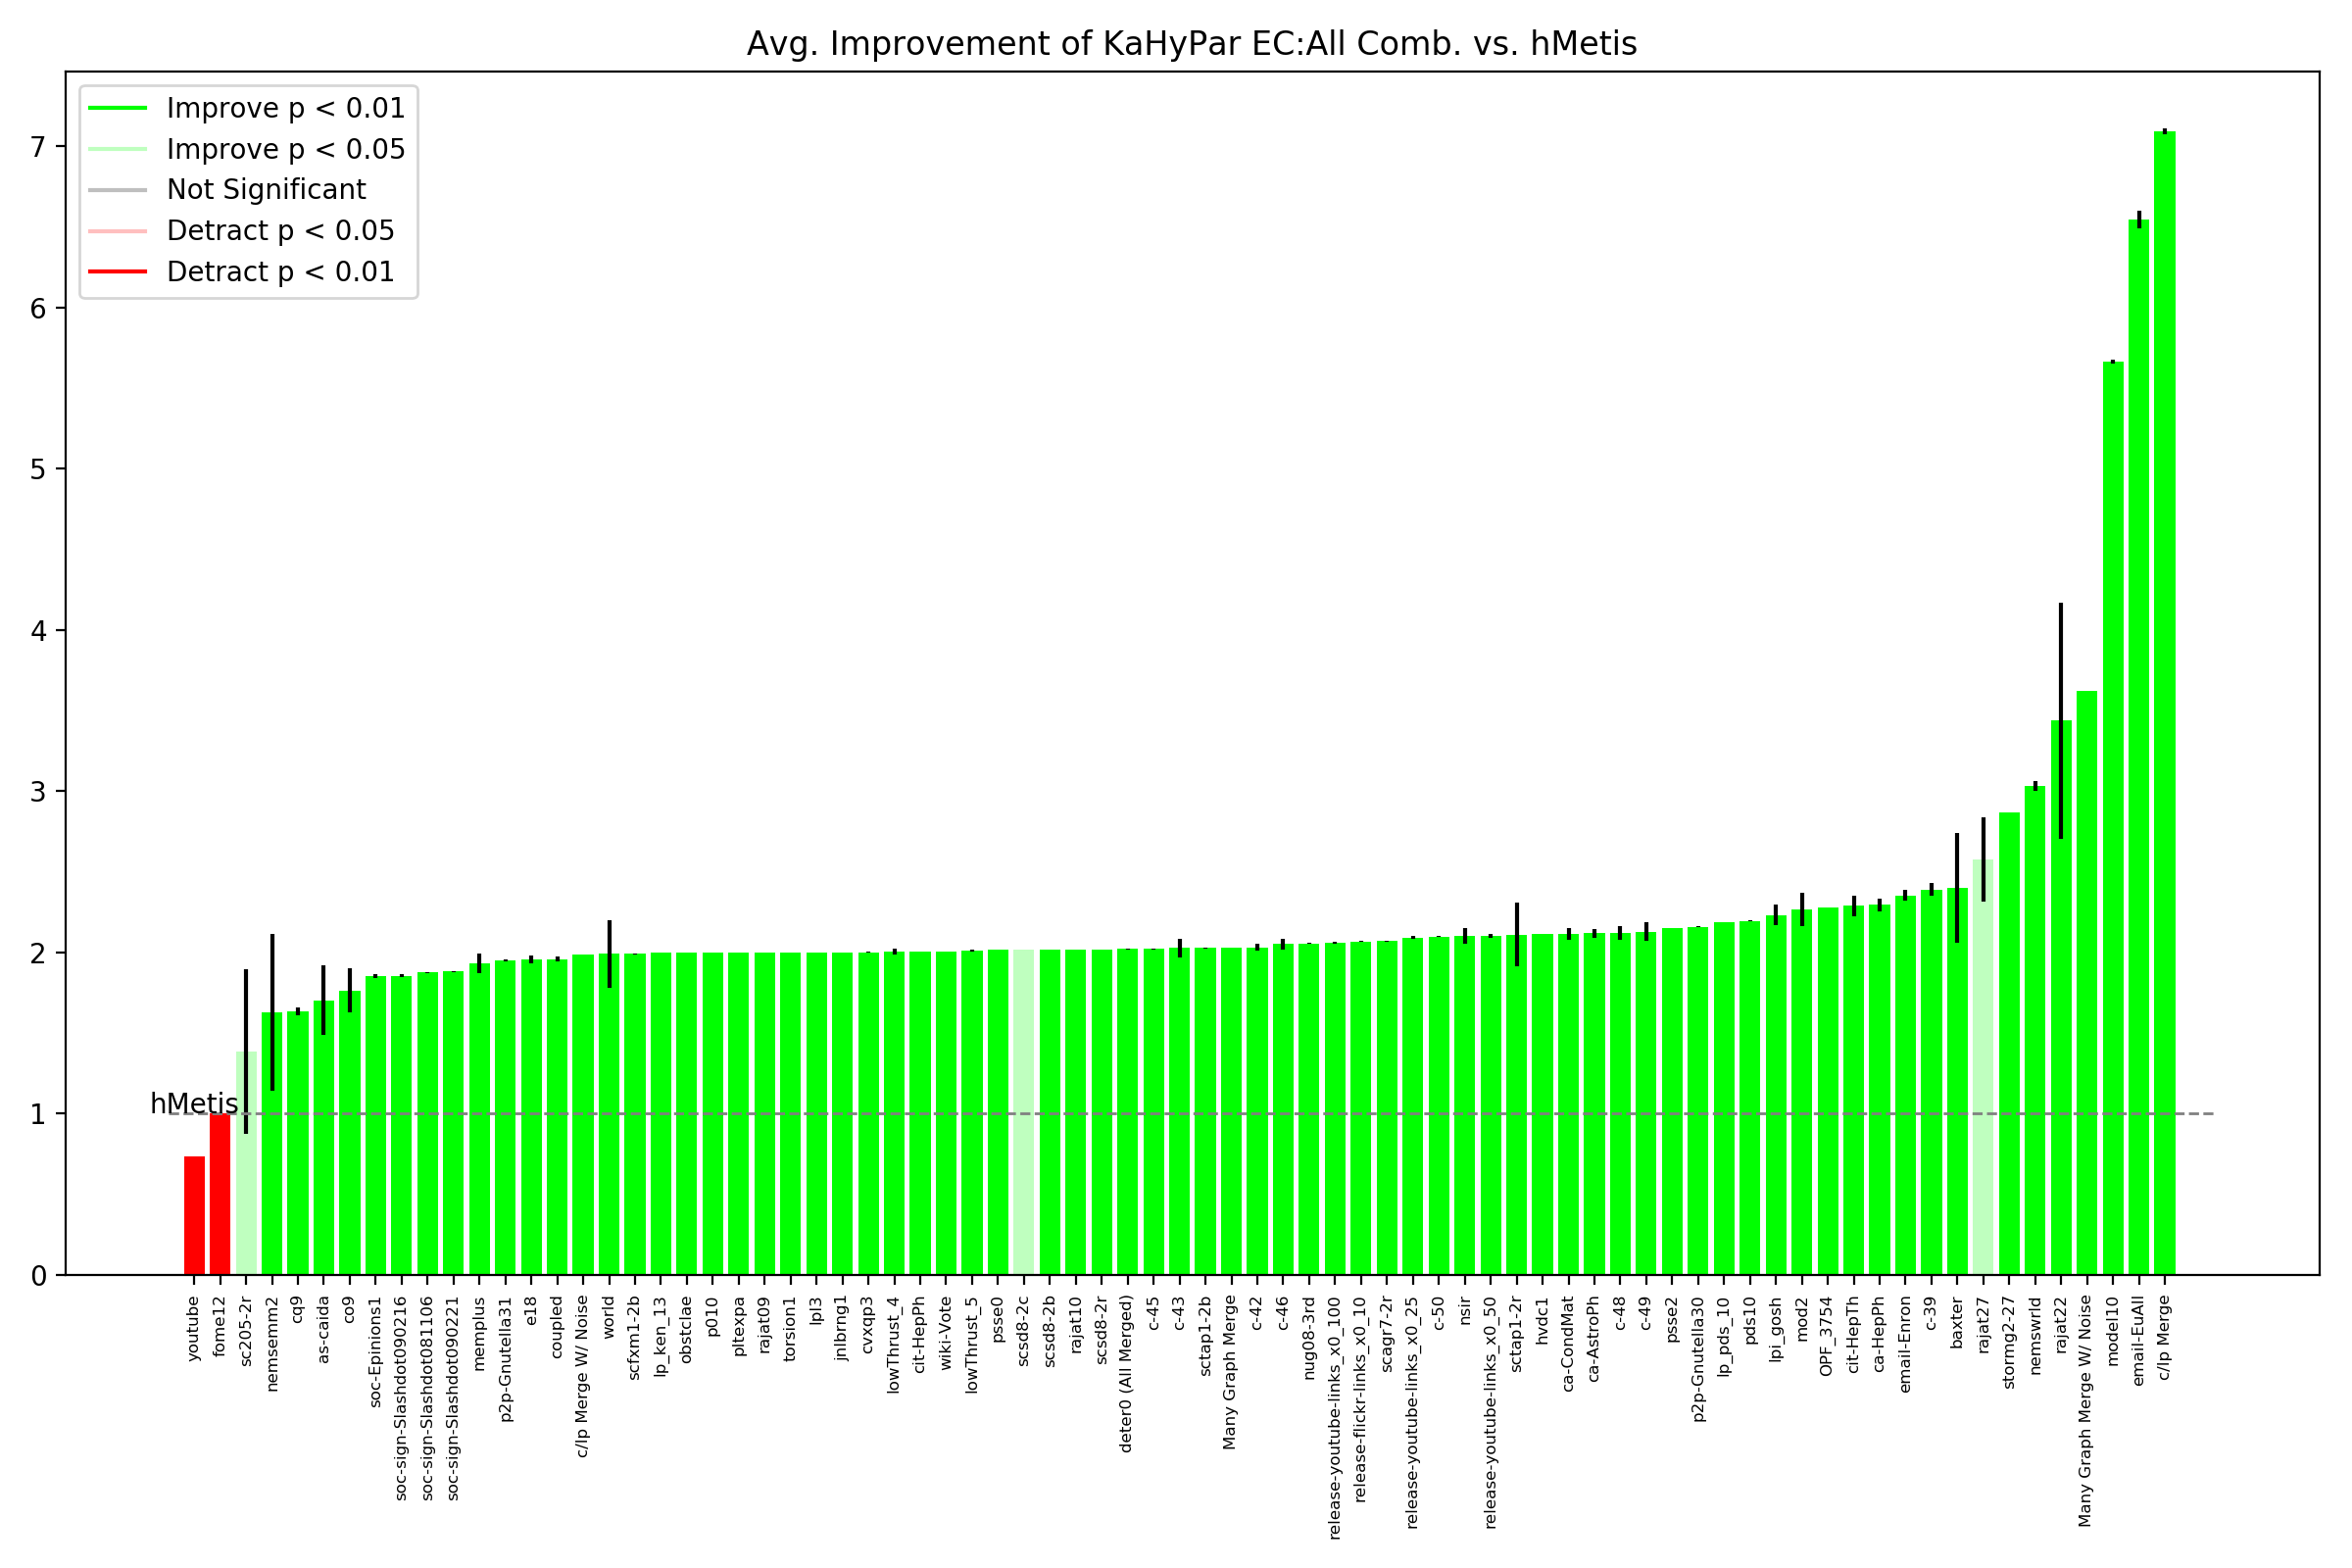 Avg. Improvement of KaHyPar EC:All Comb. vs. hMetis
Improve p < 0.01
Improve p < 0.05
Not Significant
Detract p < 0.05
Detract p < 0.01
7
6
5
4
3
2
1
0
hMetis
youtube
fome12
sc205-2r
nemsemm2
cq9
as-caida
co9
soc-Epinions1
soc-sign-Slashdot090216
soc-sign-Slashdot081106
soc-sign-Slashdot090221
memplus
p2p-Gnutella31
e18
coupled
c/lp Merge W/ Noise
world
scfxm1-2b
lp_ken_13
obstclae
p010
pltexpa
rajat09
torsion1
lpl3
jnlbrng1
cvxqp3
lowThrust_4
cit-HepPh
wiki-Vote
lowThrust_5
psse0
scsd8-2c
scsd8-2b
rajat10
scsd8-2r
deter0 (All Merged)
c-45
c-43
sctap1-2b
Many Graph Merge
c-42
c-46
nug08-3rd
release-youtube-links_x0_100
release-flickr-links_x0_10
scagr7-2r
release-youtube-links_x0_25
c-50
nsir
release-youtube-links_x0_50
sctap1-2r
hvdc1
ca-CondMat
ca-AstroPh
c-48
c-49
psse2
p2p-Gnutella30
lp_pds_10
pds10
lpi_gosh
mod2
OPF_3754
cit-HepTh
ca-HepPh
email-Enron
c-39
baxter
rajat27
stormg2-27
nemswrld
rajat22
Many Graph Merge W/ Noise
model10
email-EuAll
c/lp Merge